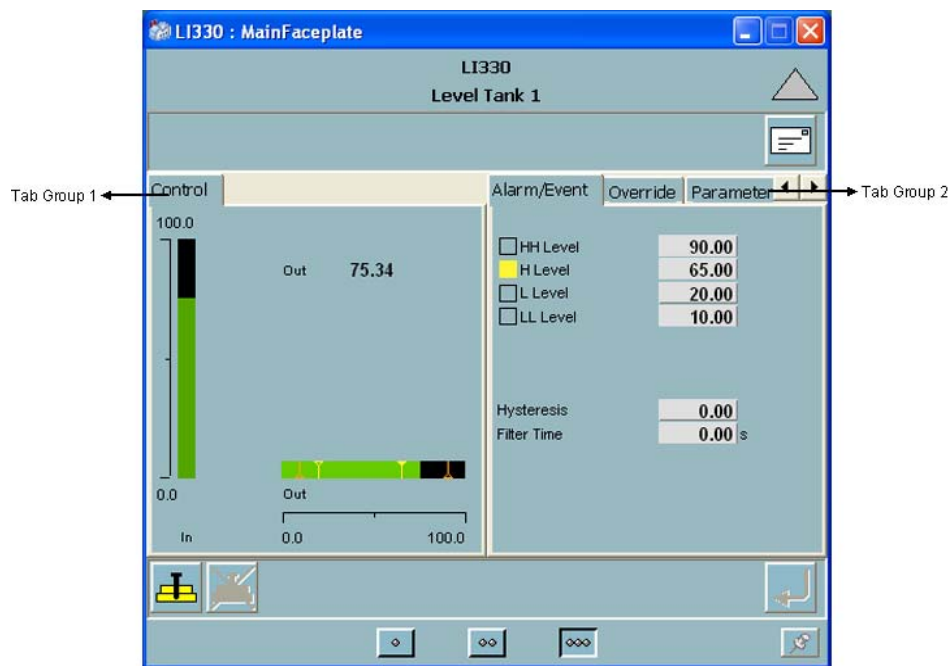 LI330 : MainFaceplate
LI330
Level Tank 1
Tab Group 1
Control
Alarm/Event
Override
Parameter
Tab Group 2
100.0
Out 75.34
0.0
In
Out
0.0 100.0
HH Level 90.00
H Level 65.00
L Level 20.00
LL Level 10.00
Hysteresis 0.00
Filter Time 0.00 s